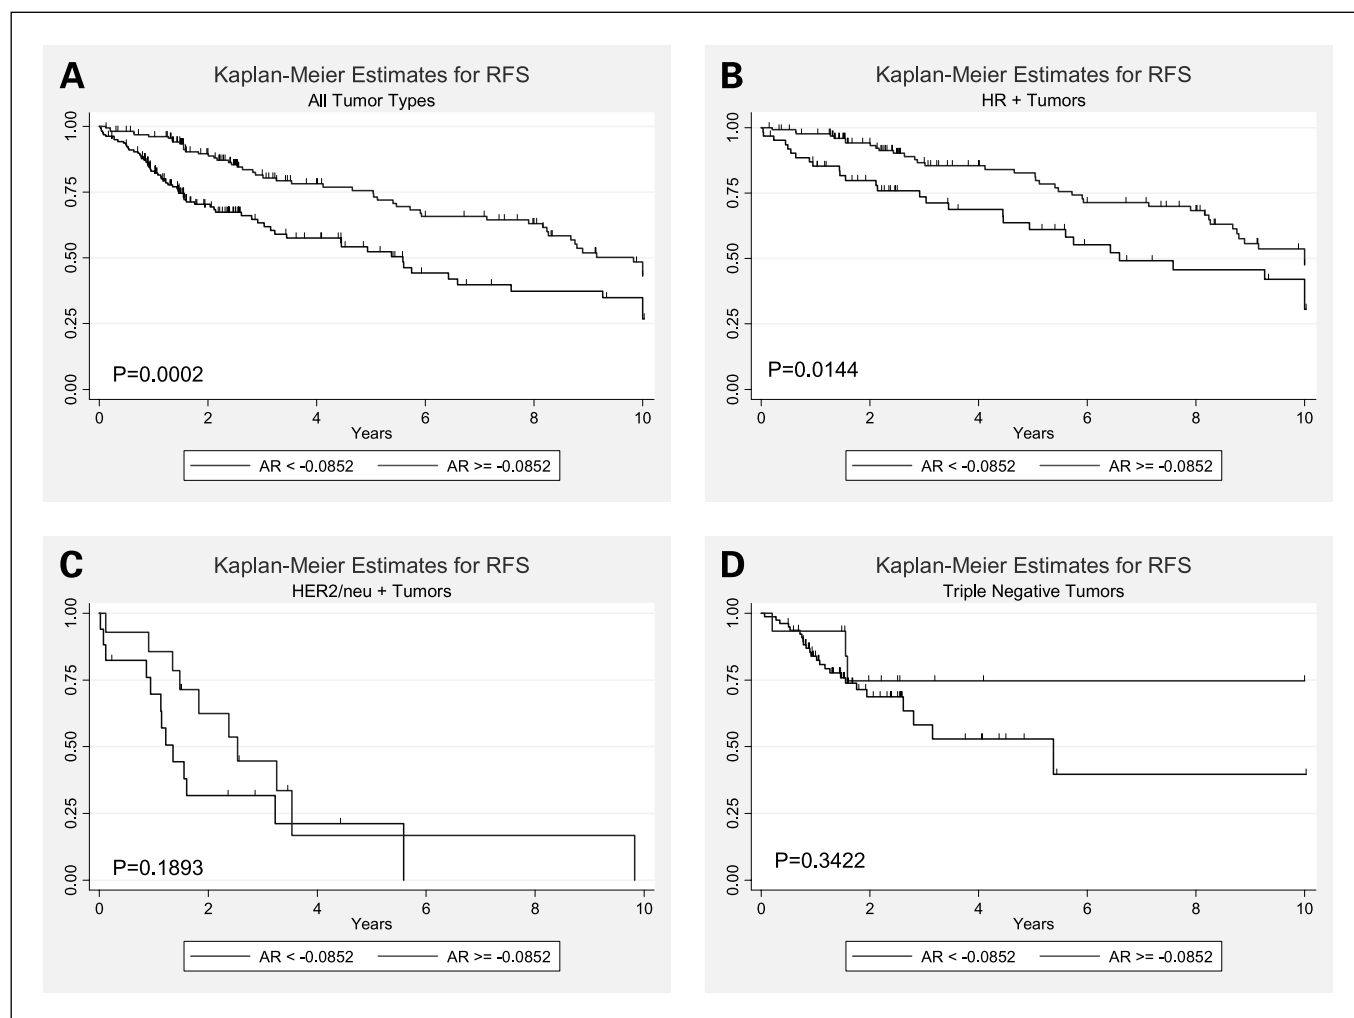 A
Kaplan-Meier Estimates for RFS
All Tumor Types
1.00
0.75
0.50
0.25
0.00
P=0.0002
0 2 4 6 8 10
Years
AR < -0.0852 AR >= -0.0852
B
Kaplan-Meier Estimates for RFS
HR + Tumors
1.00
0.75
0.50
0.25
0.00
P=0.0144
0 2 4 6 8 10
Years
AR < -0.0852 AR >= -0.0852
C
Kaplan-Meier Estimates for RFS
HER2/neu + Tumors
1.00
0.75
0.50
0.25
0.00
P=0.1893
0 2 4 6 8 10
Years
AR < -0.0852 AR >= -0.0852
D
Kaplan-Meier Estimates for RFS
Triple Negative Tumors
1.00
0.75
0.50
0.25
0.00
P=0.3422
0 2 4 6 8 10
Years
AR < -0.0852 AR >= -0.0852